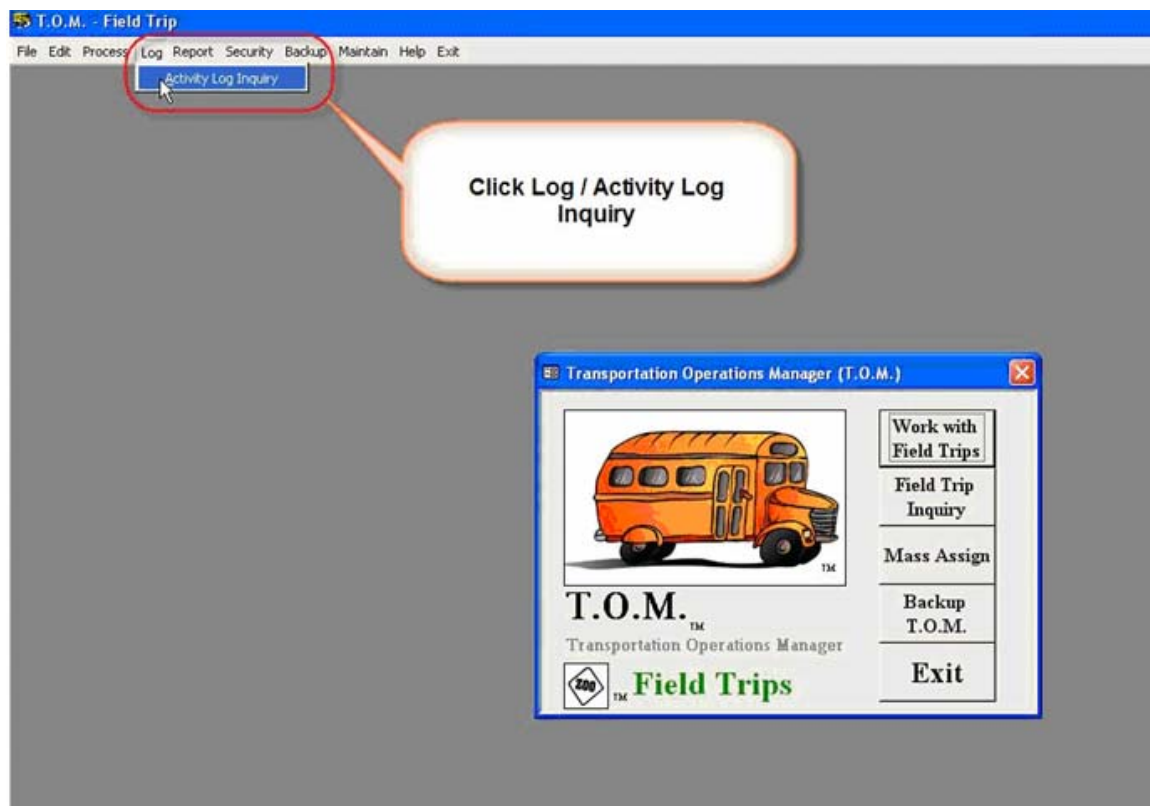 T.O.M. - Field Trip
File Edit Process Log Report Security Backup Maintain Help Exit
Activity Log Inquiry
Click Log / Activity Log
Inquiry
Transportation Operations Manager (T.O.M.)
Work with
Field Trips
Field Trip
Inquiry
Mass Assign
Backup
T.O.M.
Exit
TM
T.O.M. TM
Transportation Operations Manager
ZOO TM Field Trips